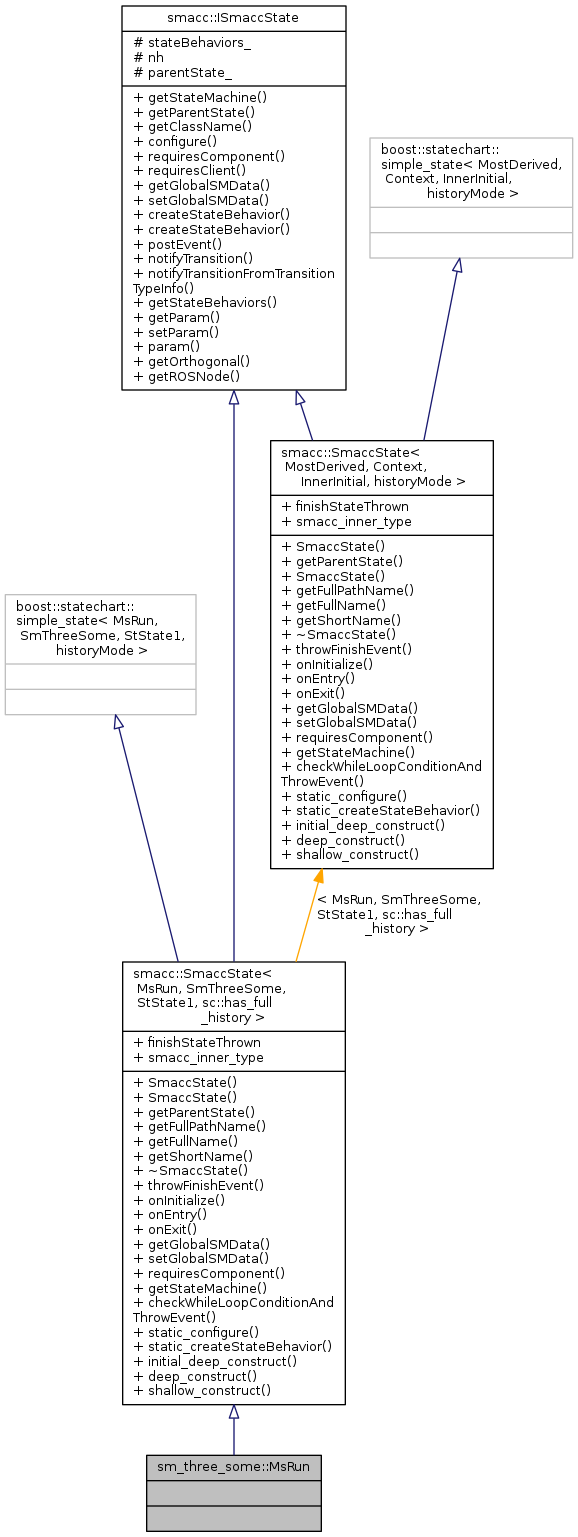 smacc::ISmaccState
# stateBehaviors_
# nh
# parentState_
+ getStateMachine()
+ getParentState()
+ getClassName()
+ configure()
+ requiresComponent()
+ requiresClient()
+ getGlobalSMData()
+ setGlobalSMData()
+ createStateBehavior()
+ createStateBehavior()
+ postEvent()
+ notifyTransition()
+ notifyTransitionFromTransition
TypeInfo()
+ getStateBehaviors()
+ getParam()
+ setParam()
+ param()
+ getOrthogonal()
+ getROSNode()
boost::statechart::
simple_state< MostDerived,
Context, InnerInitial,
historyMode >
smacc::SmaccState<
MostDerived, Context,
InnerInitial, historyMode >
+ finishStateThrown
+ smacc_inner_type
+ SmaccState()
+ getParentState()
+ SmaccState()
+ getFullPathName()
+ getFullName()
+ getShortName()
+ ~SmaccState()
+ throwFinishEvent()
+ onInitialize()
+ onEntry()
+ onExit()
+ getGlobalSMData()
+ setGlobalSMData()
+ requiresComponent()
+ getStateMachine()
+ checkWhileLoopConditionAnd
ThrowEvent()
+ static_configure()
+ static_createStateBehavior()
+ initial_deep_construct()
+ deep_construct()
+ shallow_construct()
boost::statechart::
simple_state< MsRun,
SmThreeSome, StState1,
historyMode >
< MsRun, SmThreeSome,
StState1, sc::has_full
_history >
smacc::SmaccState<
MsRun, SmThreeSome,
StState1, sc::has_full
_history >
+ finishStateThrown
+ smacc_inner_type
+ SmaccState()
+ SmaccState()
+ getParentState()
+ getFullPathName()
+ getFullName()
+ getShortName()
+ ~SmaccState()
+ throwFinishEvent()
+ onInitialize()
+ onEntry()
+ onExit()
+ getGlobalSMData()
+ setGlobalSMData()
+ requiresComponent()
+ getStateMachine()
+ checkWhileLoopConditionAnd
ThrowEvent()
+ static_configure()
+ static_createStateBehavior()
+ initial_deep_construct()
+ deep_construct()
+ shallow_construct()
sm_three_some::MsRun